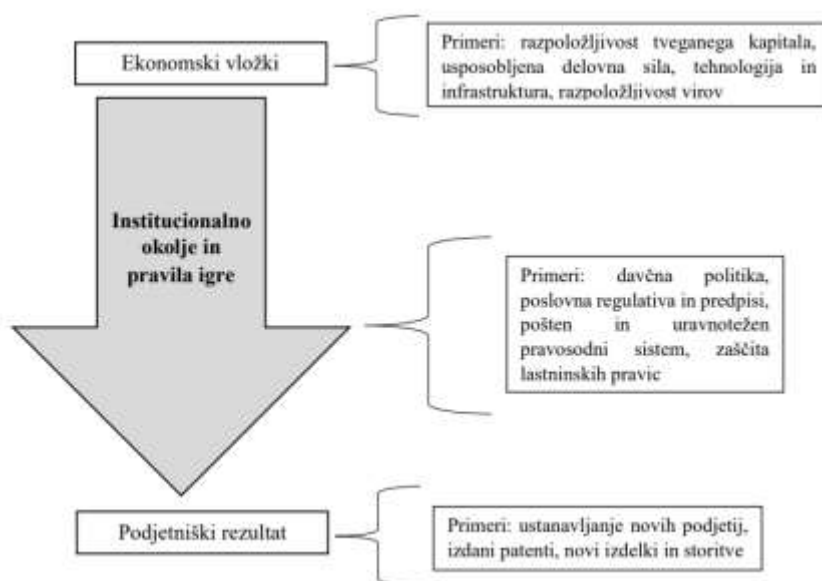 Ekonomski vložki
Primeri: razpoložljivost tveganega kapitala,
usposobljena delovna sila, tehnologija in
infrastruktura, razpoložljivost virov
Institucionalno
okolje in
pravila igre
Primeri: davčna politika,
poslovna regulativa in predpisi,
pošten in uravnotežen
pravosodni sistem, zaščita
lastninskih pravic
Podjetniški rezultat
Primeri: ustanavljanje novih podjetij,
izdani patenti, novi izdelki in storitve